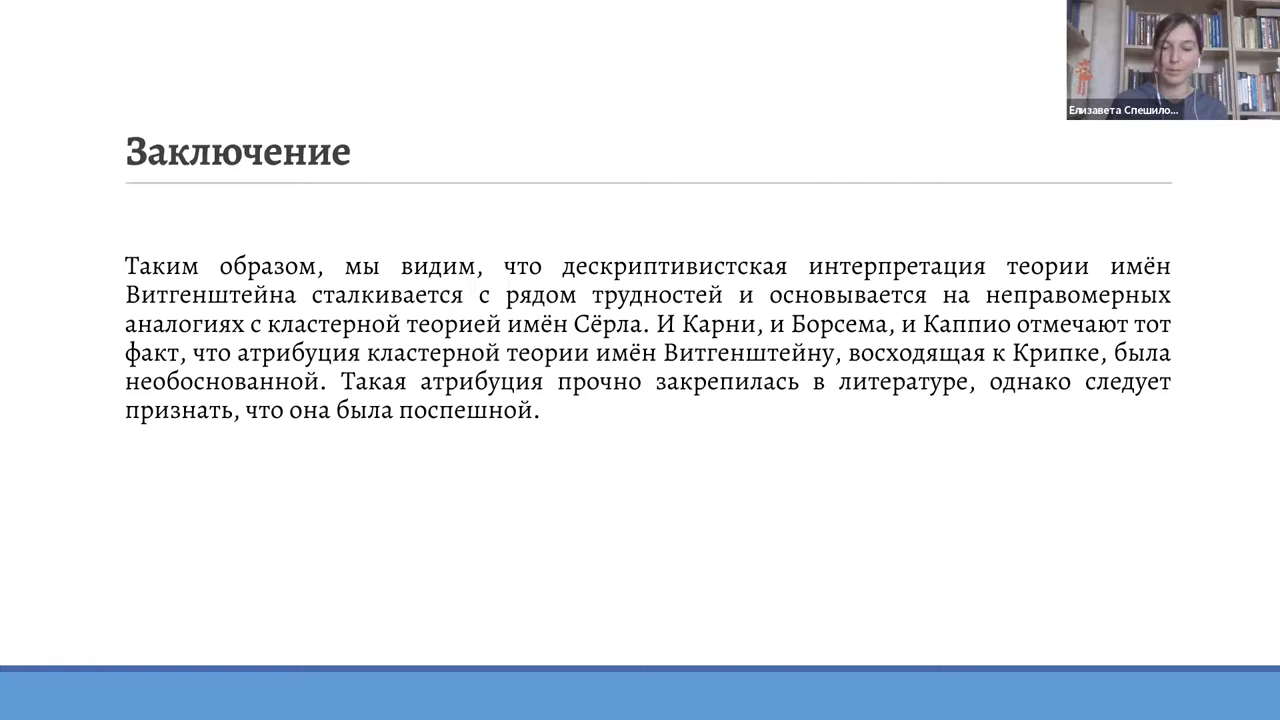 Елизавета Спешило...
Заключение
Таким образом, мы видим, что дескриптивистская интерпретация теории имён
Витгенштейна сталкивается с рядом трудностей и основывается на неправомерных
аналогиях с кластерной теорией имён Сёрла. И Карни, и Борсема, и Каппио отмечают тот
факт, что атрибуция кластерной теории имён Витгенштейну, восходящая к Крипке, была
необоснованной. Такая атрибуция прочно закрепилась в литературе, однако следует
признать, что она была поспешной.